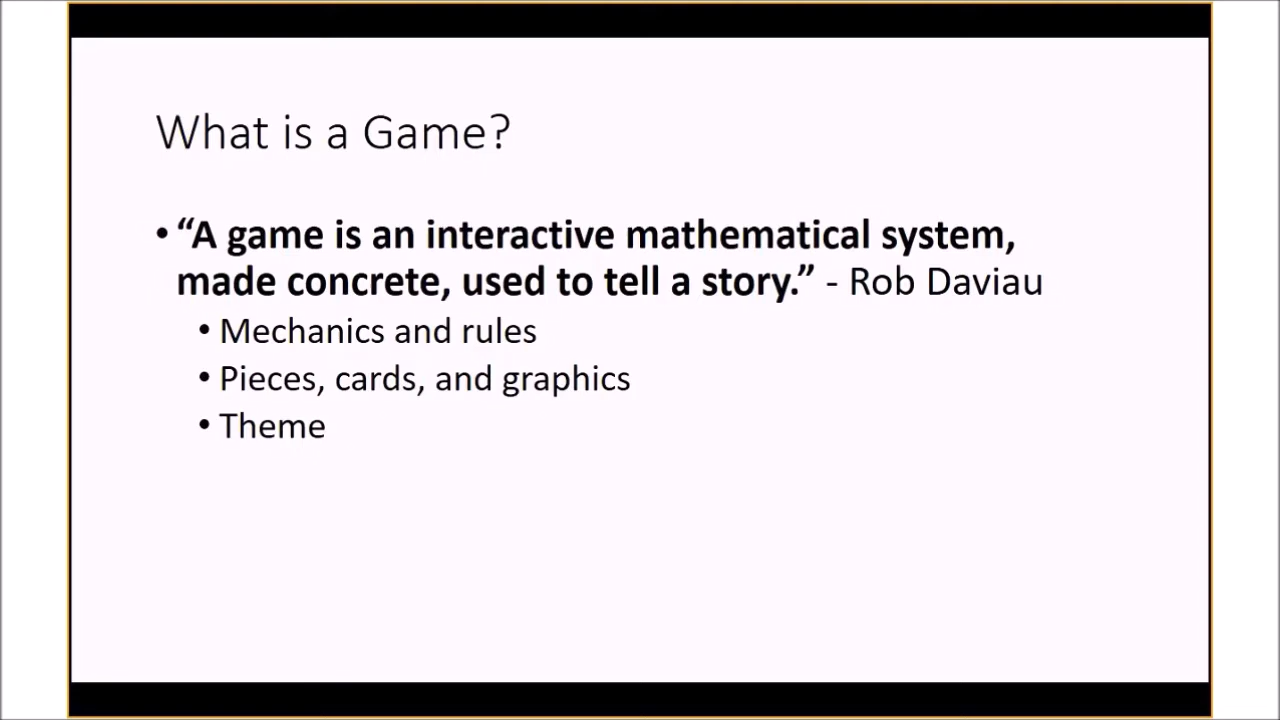 What is a Game?
• “A game is an interactive mathematical system,
made concrete, used to tell a story.” - Rob Daviau
• Mechanics and rules
• Pieces, cards, and graphics
• Theme